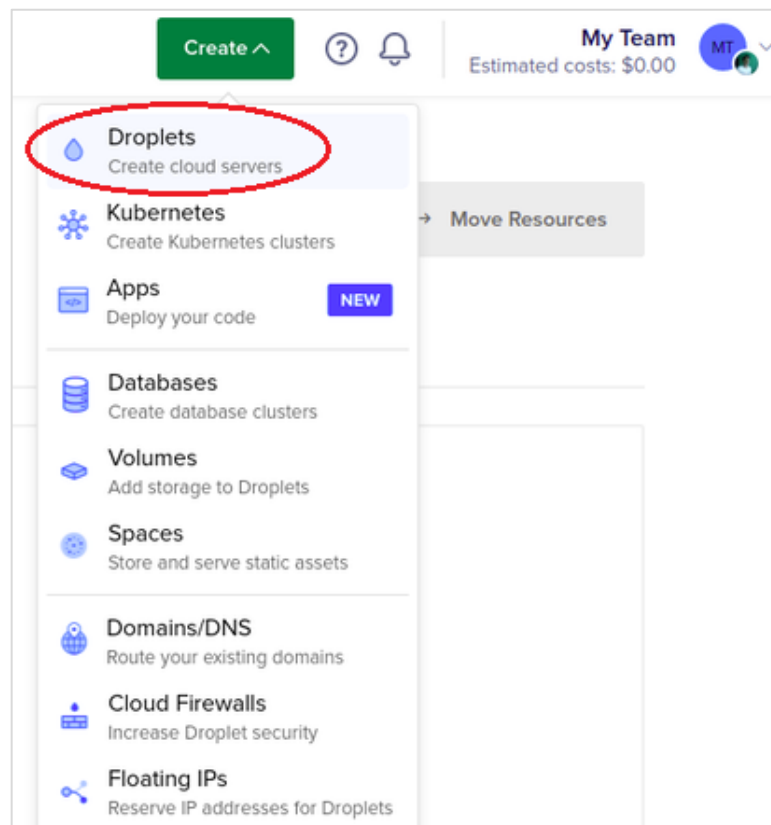 Create
My Team
MT
Estimated costs: $0.00
Droplets
Create cloud servers
Kubernetes
Create Kubernetes clusters
Move Resources
Apps
NEW
Deploy your code
Databases
Create database clusters
Volumes
Add storage to Droplets
Spaces
Store and serve static assets
Domains/DNS
Route your existing domains
Cloud Firewalls
Increase Droplet security
Floating IPs
Reserve IP addresses for Droplets